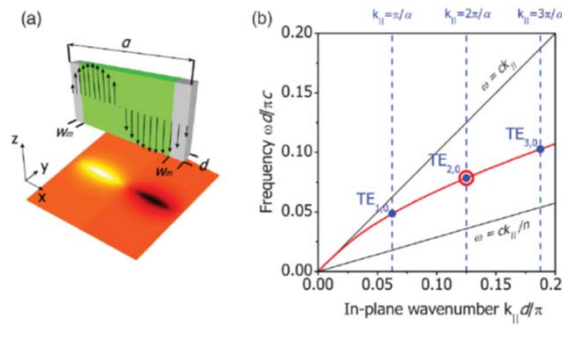 (a)
a
w_m
w_m
d
z
y
x
(b)
k_||=π/α
k_||=2π/α
k_||=3π/α
Frequency ωd/πc
0.20
0.15
0.10
0.05
0.00
ω = ck_||
TE_1,0
TE_2,0
TE_3,0
ω = ck_||/n
0.00
0.05
0.10
0.15
0.2
In-plane wavenumber k_||d/π